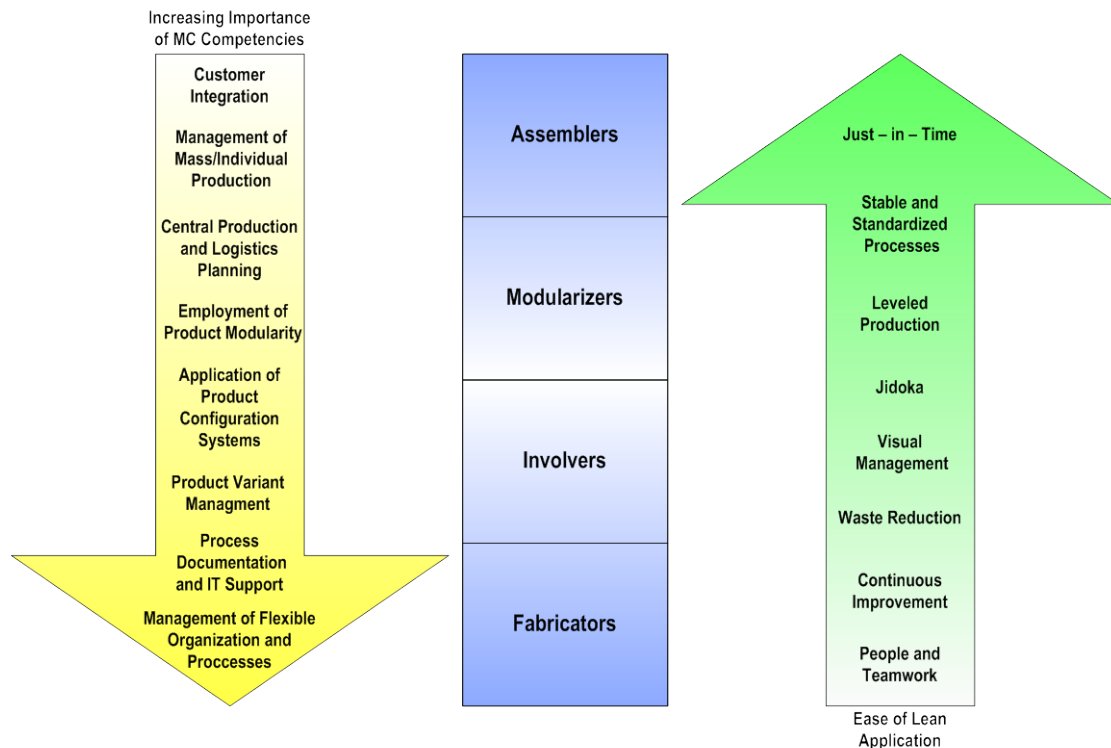 Increasing Importance
of MC Competencies
Customer
Integration
Management of
Mass/Individual
Production
Central Production
and Logistics
Planning
Employment of
Product Modularity
Application of
Product
Configuration
Systems
Product Variant
Managment
Process
Documentation
and IT Support
Management of Flexible
Organization and
Proccesses
Assemblers
Modularizers
Involvers
Fabricators
Just – in – Time
Stable and
Standardized
Processes
Leveled
Production
Jidoka
Visual
Management
Waste Reduction
Continuous
Improvement
People and
Teamwork
Ease of Lean
Application